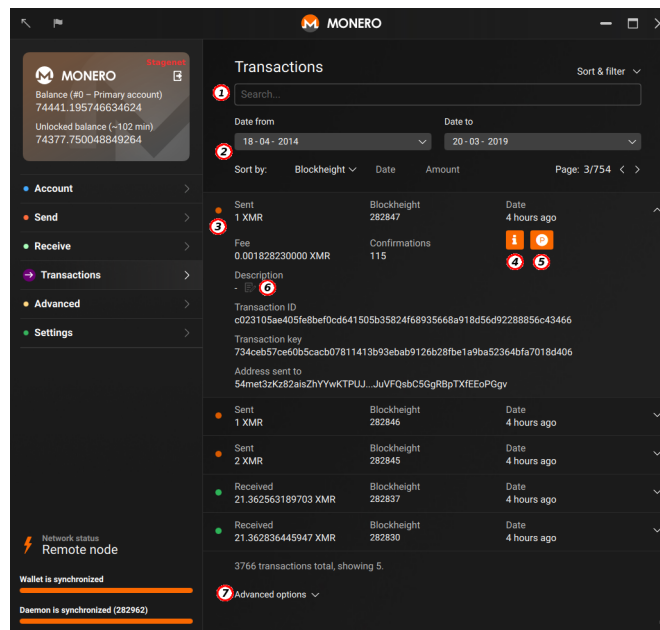 MONERO
Stagenet
MONERO
Balance (#0 – Primary account)
74441.195746634624
Unlocked balance (~102 min)
74377.750048849264
Account
Send
Receive
Transactions
Advanced
Settings
Network status
Remote node
Wallet is synchronized
Daemon is synchronized (282962)
Transactions
Sort & filter
1
Search...
Date from Date to
18 - 04 - 2014 20 - 03 - 2019
2
Sort by: Blockheight Date Amount Page: 3/754
Sent Blockheight Date
1 XMR 282847 4 hours ago
3
Fee Confirmations i P
0.001828230000 XMR 115 4 5
Description
- 6
Transaction ID
c023105ae405fe8bef0cd641505b35824f68935668a918d56d92288856c43466
Transaction key
734ceb57ce60b5cacb07811413b93ebab9126b28fbe1a9ba52364bfa7018d406
Address sent to
54met3zKz82aisZhYYwKTPUJ...JuVFQsbC5GgRBpTXfEEoPGgv
Sent Blockheight Date
1 XMR 282846 4 hours ago
Sent Blockheight Date
2 XMR 282845 4 hours ago
Received Blockheight Date
21.362563189703 XMR 282837 4 hours ago
Received Blockheight Date
21.362836445947 XMR 282830 4 hours ago
3766 transactions total, showing 5.
7 Advanced options